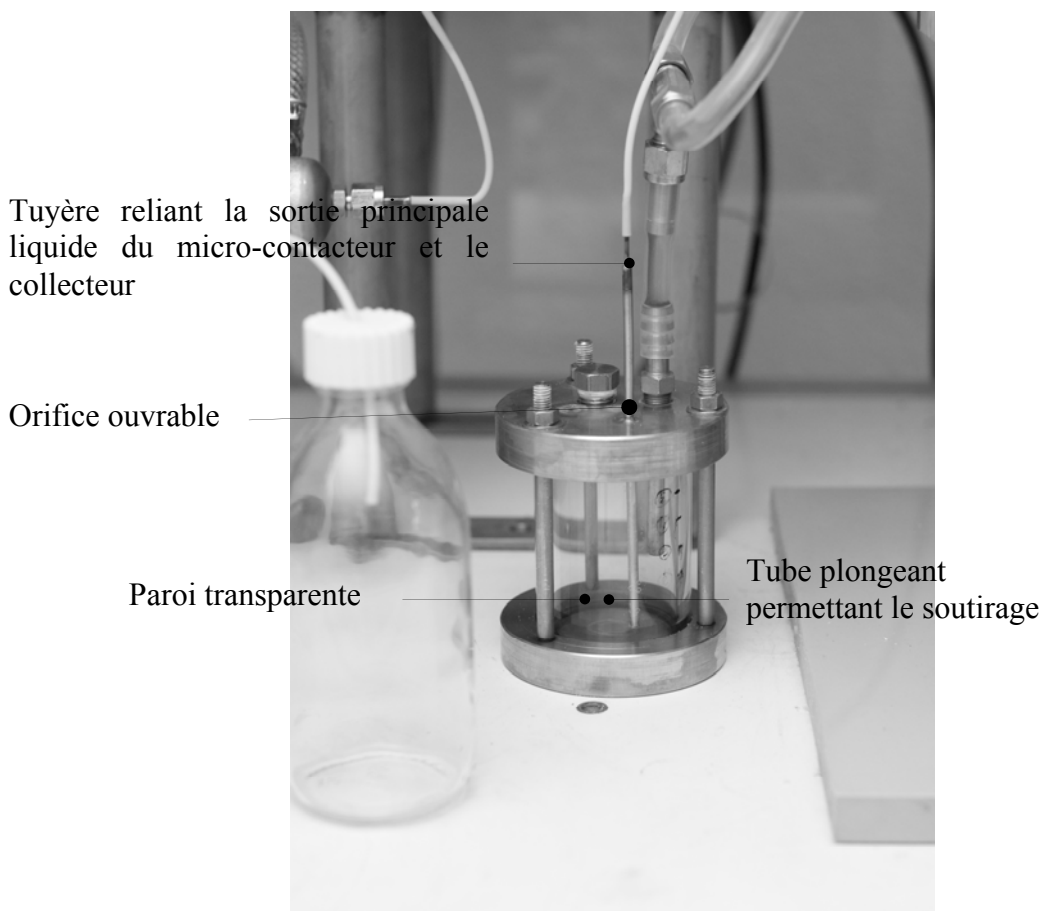 Tuyère reliant la sortie principale
liquide du micro-contacteur et le
collecteur
Orifice ouvrable
Paroi transparente
Tube plongeant
permettant le soutirage